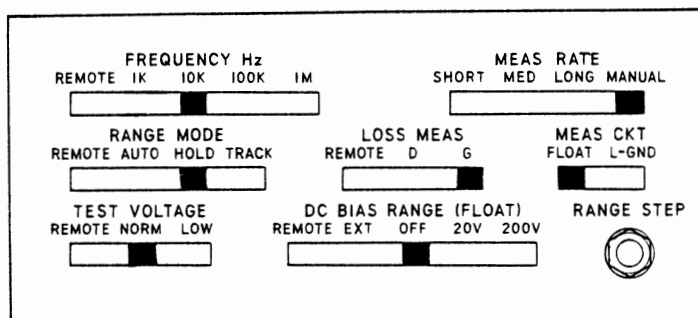 FREQUENCY Hz
REMOTE 1K 10K 100K 1M
MEAS RATE
SHORT MED LONG MANUAL
RANGE MODE
REMOTE AUTO HOLD TRACK
LOSS MEAS
REMOTE D G
MEAS CKT
FLOAT L-GND
TEST VOLTAGE
REMOTE NORM LOW
DC BIAS RANGE (FLOAT)
REMOTE EXT OFF 20V 200V
RANGE STEP